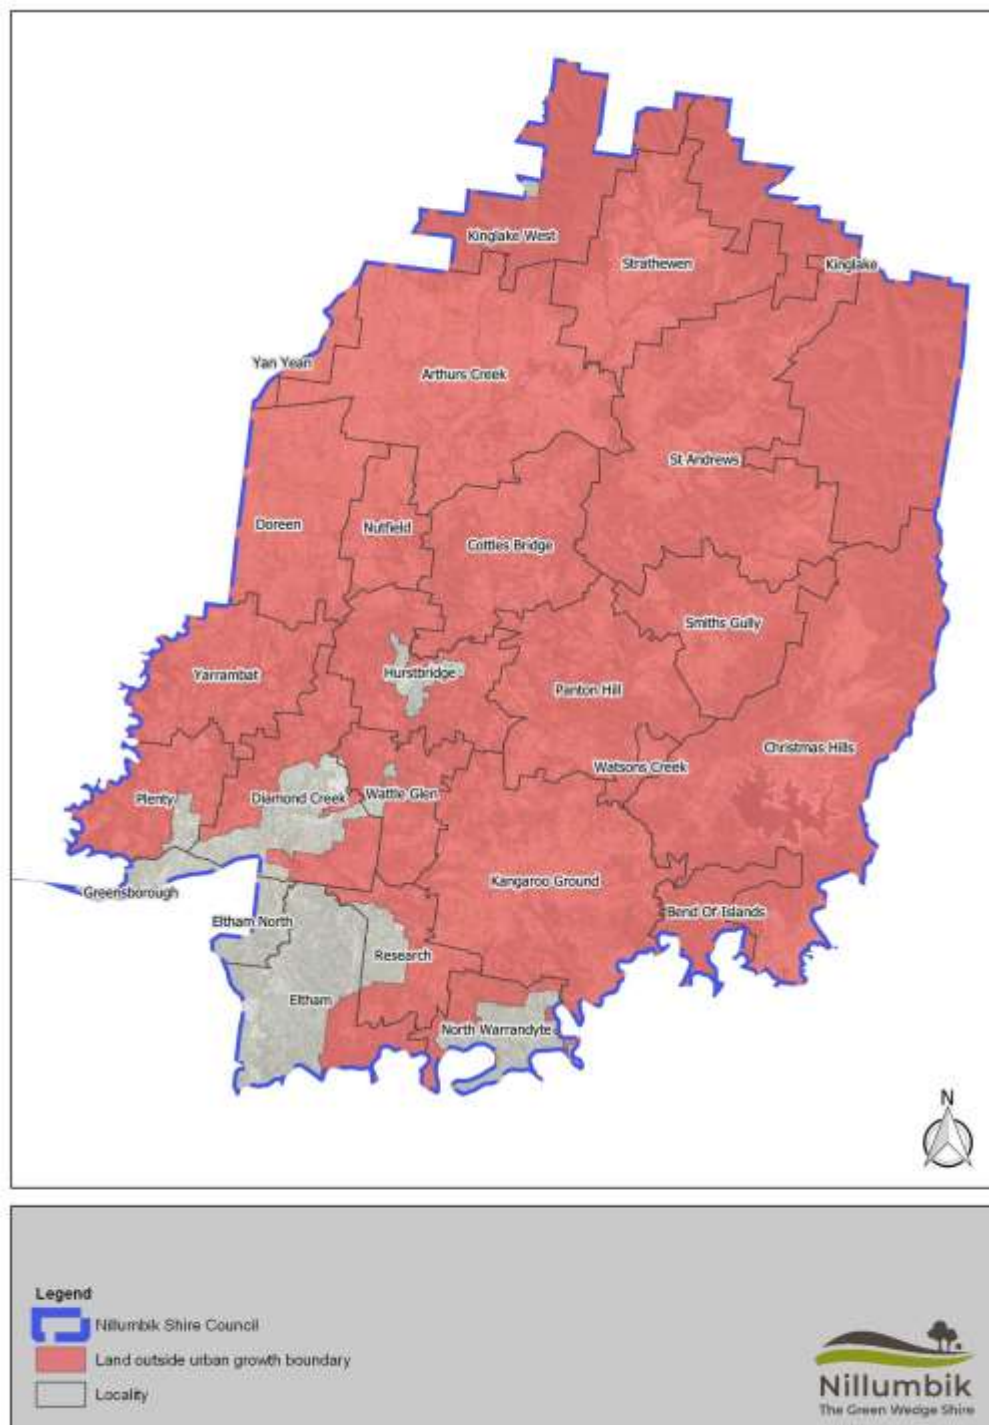 Kinglake West
Strathewen
Kinglake
Yan Yean
Arthurs Creek
St Andrews
Doreen
Nutfield
Cottles Bridge
Smiths Gully
Yarrambat
Hurstbridge
Panton Hill
Christmas Hills
Watsons Creek
Plenty
Diamond Creek
Wattle Glen
Greensborough
Kangaroo Ground
Eltham North
Bend Of Islands
Research
Eltham
North Warrandyte
N
Legend
Nillumbik Shire Council
Land outside urban growth boundary
Locality
Nillumbik
The Green Wedge Shire